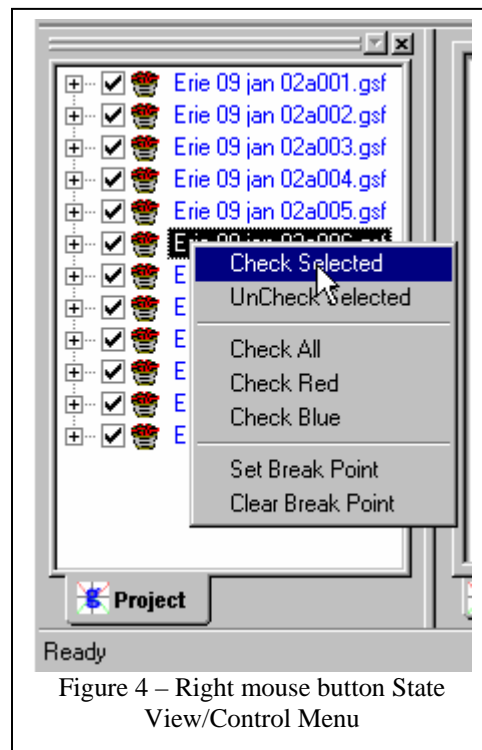 Erie 09 jan 02a001.gsf
Erie 09 jan 02a002.gsf
Erie 09 jan 02a003.gsf
Erie 09 jan 02a004.gsf
Erie 09 jan 02a005.gsf
Check Selected
UnCheck Selected
Check All
Check Red
Check Blue
Set Break Point
Clear Break Point
Project
Ready
Figure 4 – Right mouse button State
View/Control Menu